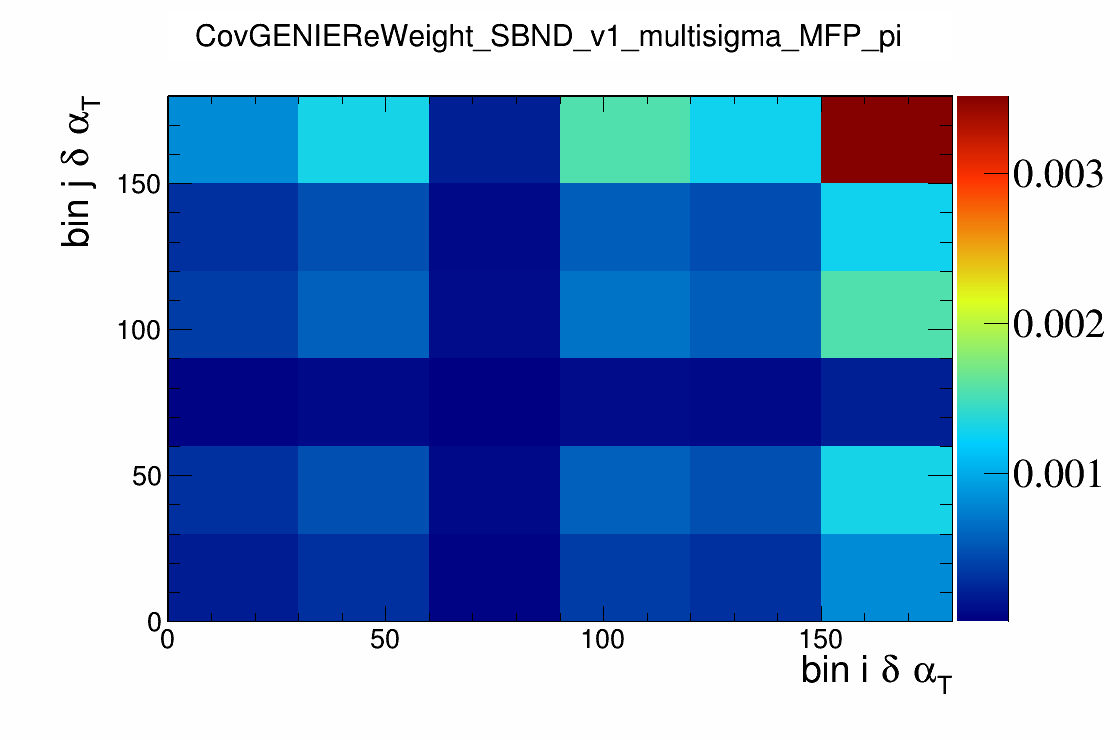 CovGENIEReWeight_SBND_v1_multisigma_MFP_pi
bin j δ α_T
150
100
50
0
0 50 100 150
bin i δ α_T
0.003
0.002
0.001